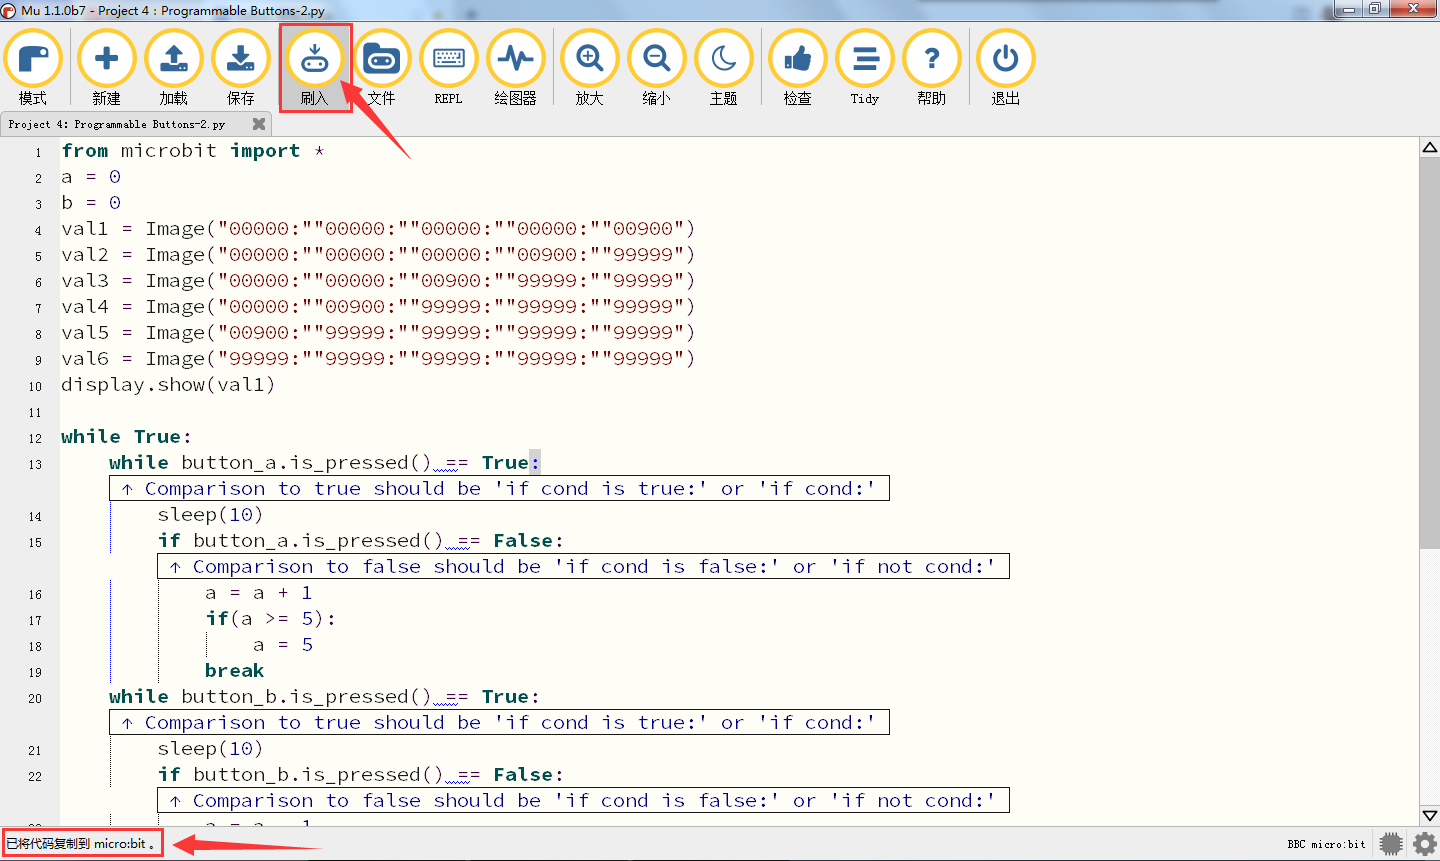 Mu 1.1.0b7 - Project 4 : Programmable Buttons-2.py
模式 新建 加载 保存 刷入 文件 REPL 绘图器 放大 缩小 主题 检查 Tidy 帮助 退出
Project 4: Programmable Buttons-2.py
1 from microbit import *
2 a = 0
3 b = 0
4 val1 = Image("00000:""00000:""00000:""00000:""00900")
5 val2 = Image("00000:""00000:""00000:""00900:""99999")
6 val3 = Image("00000:""00000:""00900:""99999:""99999")
7 val4 = Image("00000:""00900:""99999:""99999:""99999")
8 val5 = Image("00900:""99999:""99999:""99999:""99999")
9 val6 = Image("99999:""99999:""99999:""99999:""99999")
10 display.show(val1)
11
12 while True:
13 while button_a.is_pressed() == True:
↑ Comparison to true should be 'if cond is true:' or 'if cond:'
14 sleep(10)
15 if button_a.is_pressed() == False:
↑ Comparison to false should be 'if cond is false:' or 'if not cond:'
16 a = a + 1
17 if(a >= 5):
18 a = 5
19 break
20 while button_b.is_pressed() == True:
↑ Comparison to true should be 'if cond is true:' or 'if cond:'
21 sleep(10)
22 if button_b.is_pressed() == False:
↑ Comparison to false should be 'if cond is false:' or 'if not cond:'
已将代码复制到 micro:bit 。
BBC micro:bit